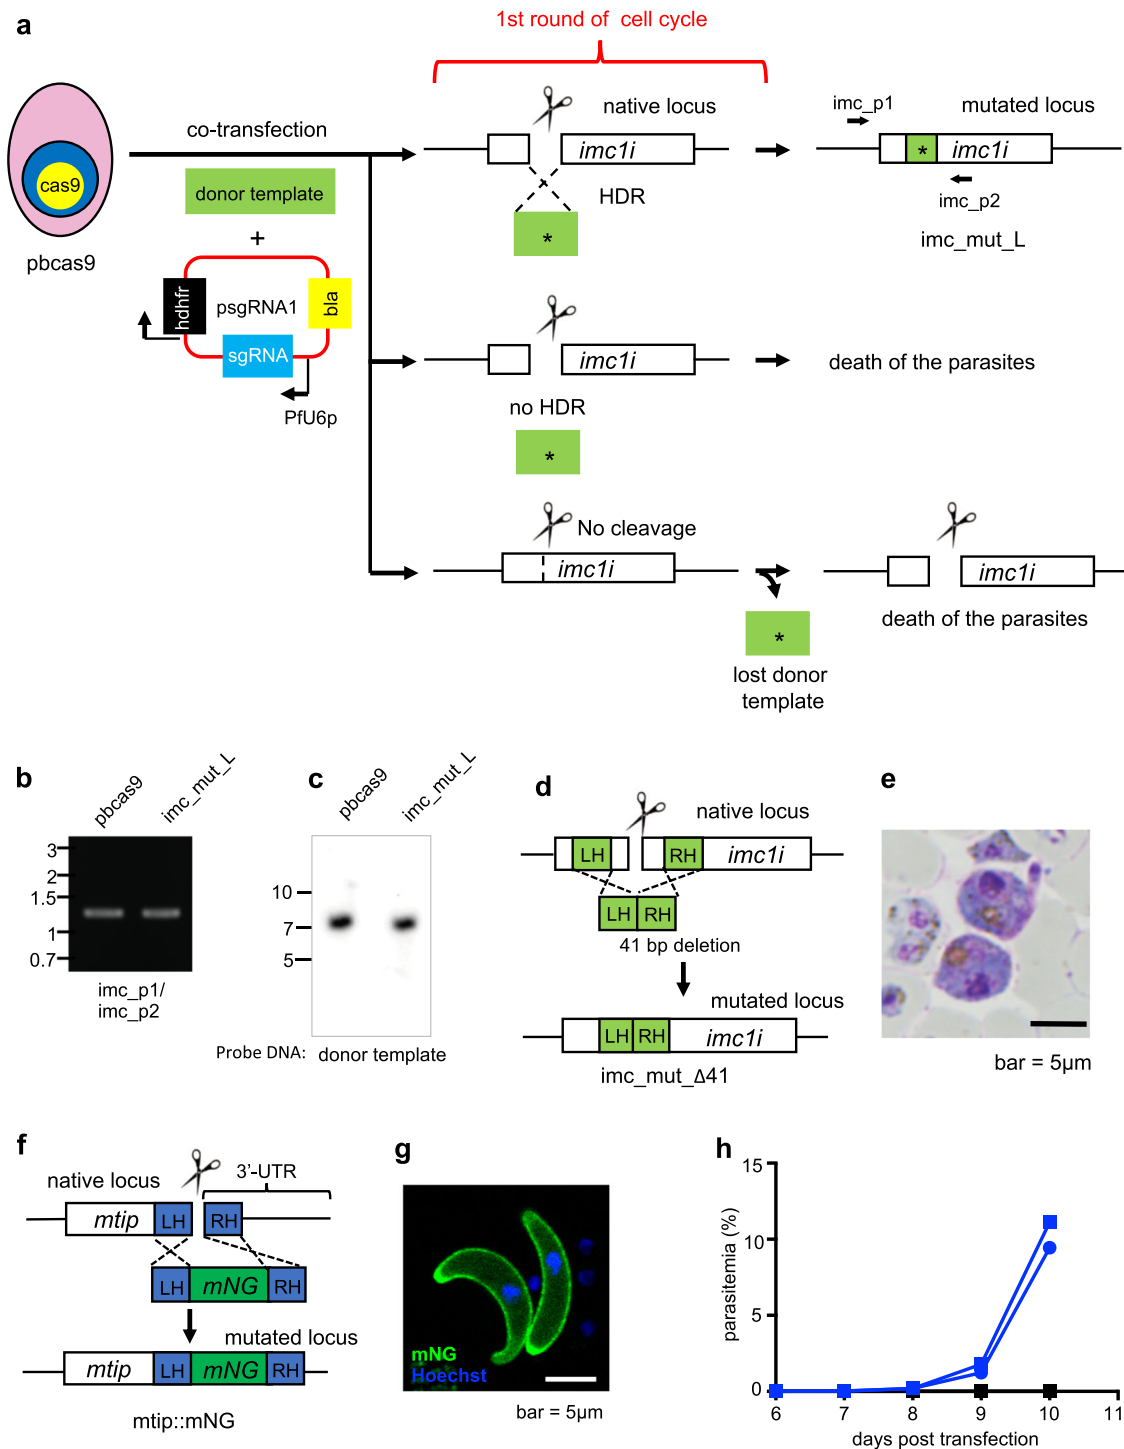 a
1st round of cell cycle
co-transfection
donor template
+
cas9
pbcas9
hdhfr
psgRNA1
bla
sgRNA
PfU6p
native locus
imc1i
HDR
*
imc_p1
mutated locus
* imc1i
imc_p2
imc_mut_L
imc1i
no HDR
*
death of the parasites
No cleavage
imc1i
*
lost donor
template
imc1i
death of the parasites
b
pbcas9
imc_mut_L
3
2
1.5
1
0.7
imc_p1/
imc_p2
c
pbcas9
imc_mut_L
10
7
5
Probe DNA: donor template
d
native locus
LH RH imc1i
LH RH
41 bp deletion
mutated locus
LH RH imc1i
imc_mut_Δ41
e
bar = 5µm
f
native locus
3'-UTR
mtip LH RH
LH mNG RH
mutated locus
mtip LH mNG RH
mtip::mNG
g
mNG
Hoechst
bar = 5µm
h
parasitemia (%)
15
10
5
0
6 7 8 9 10 11
days post transfection